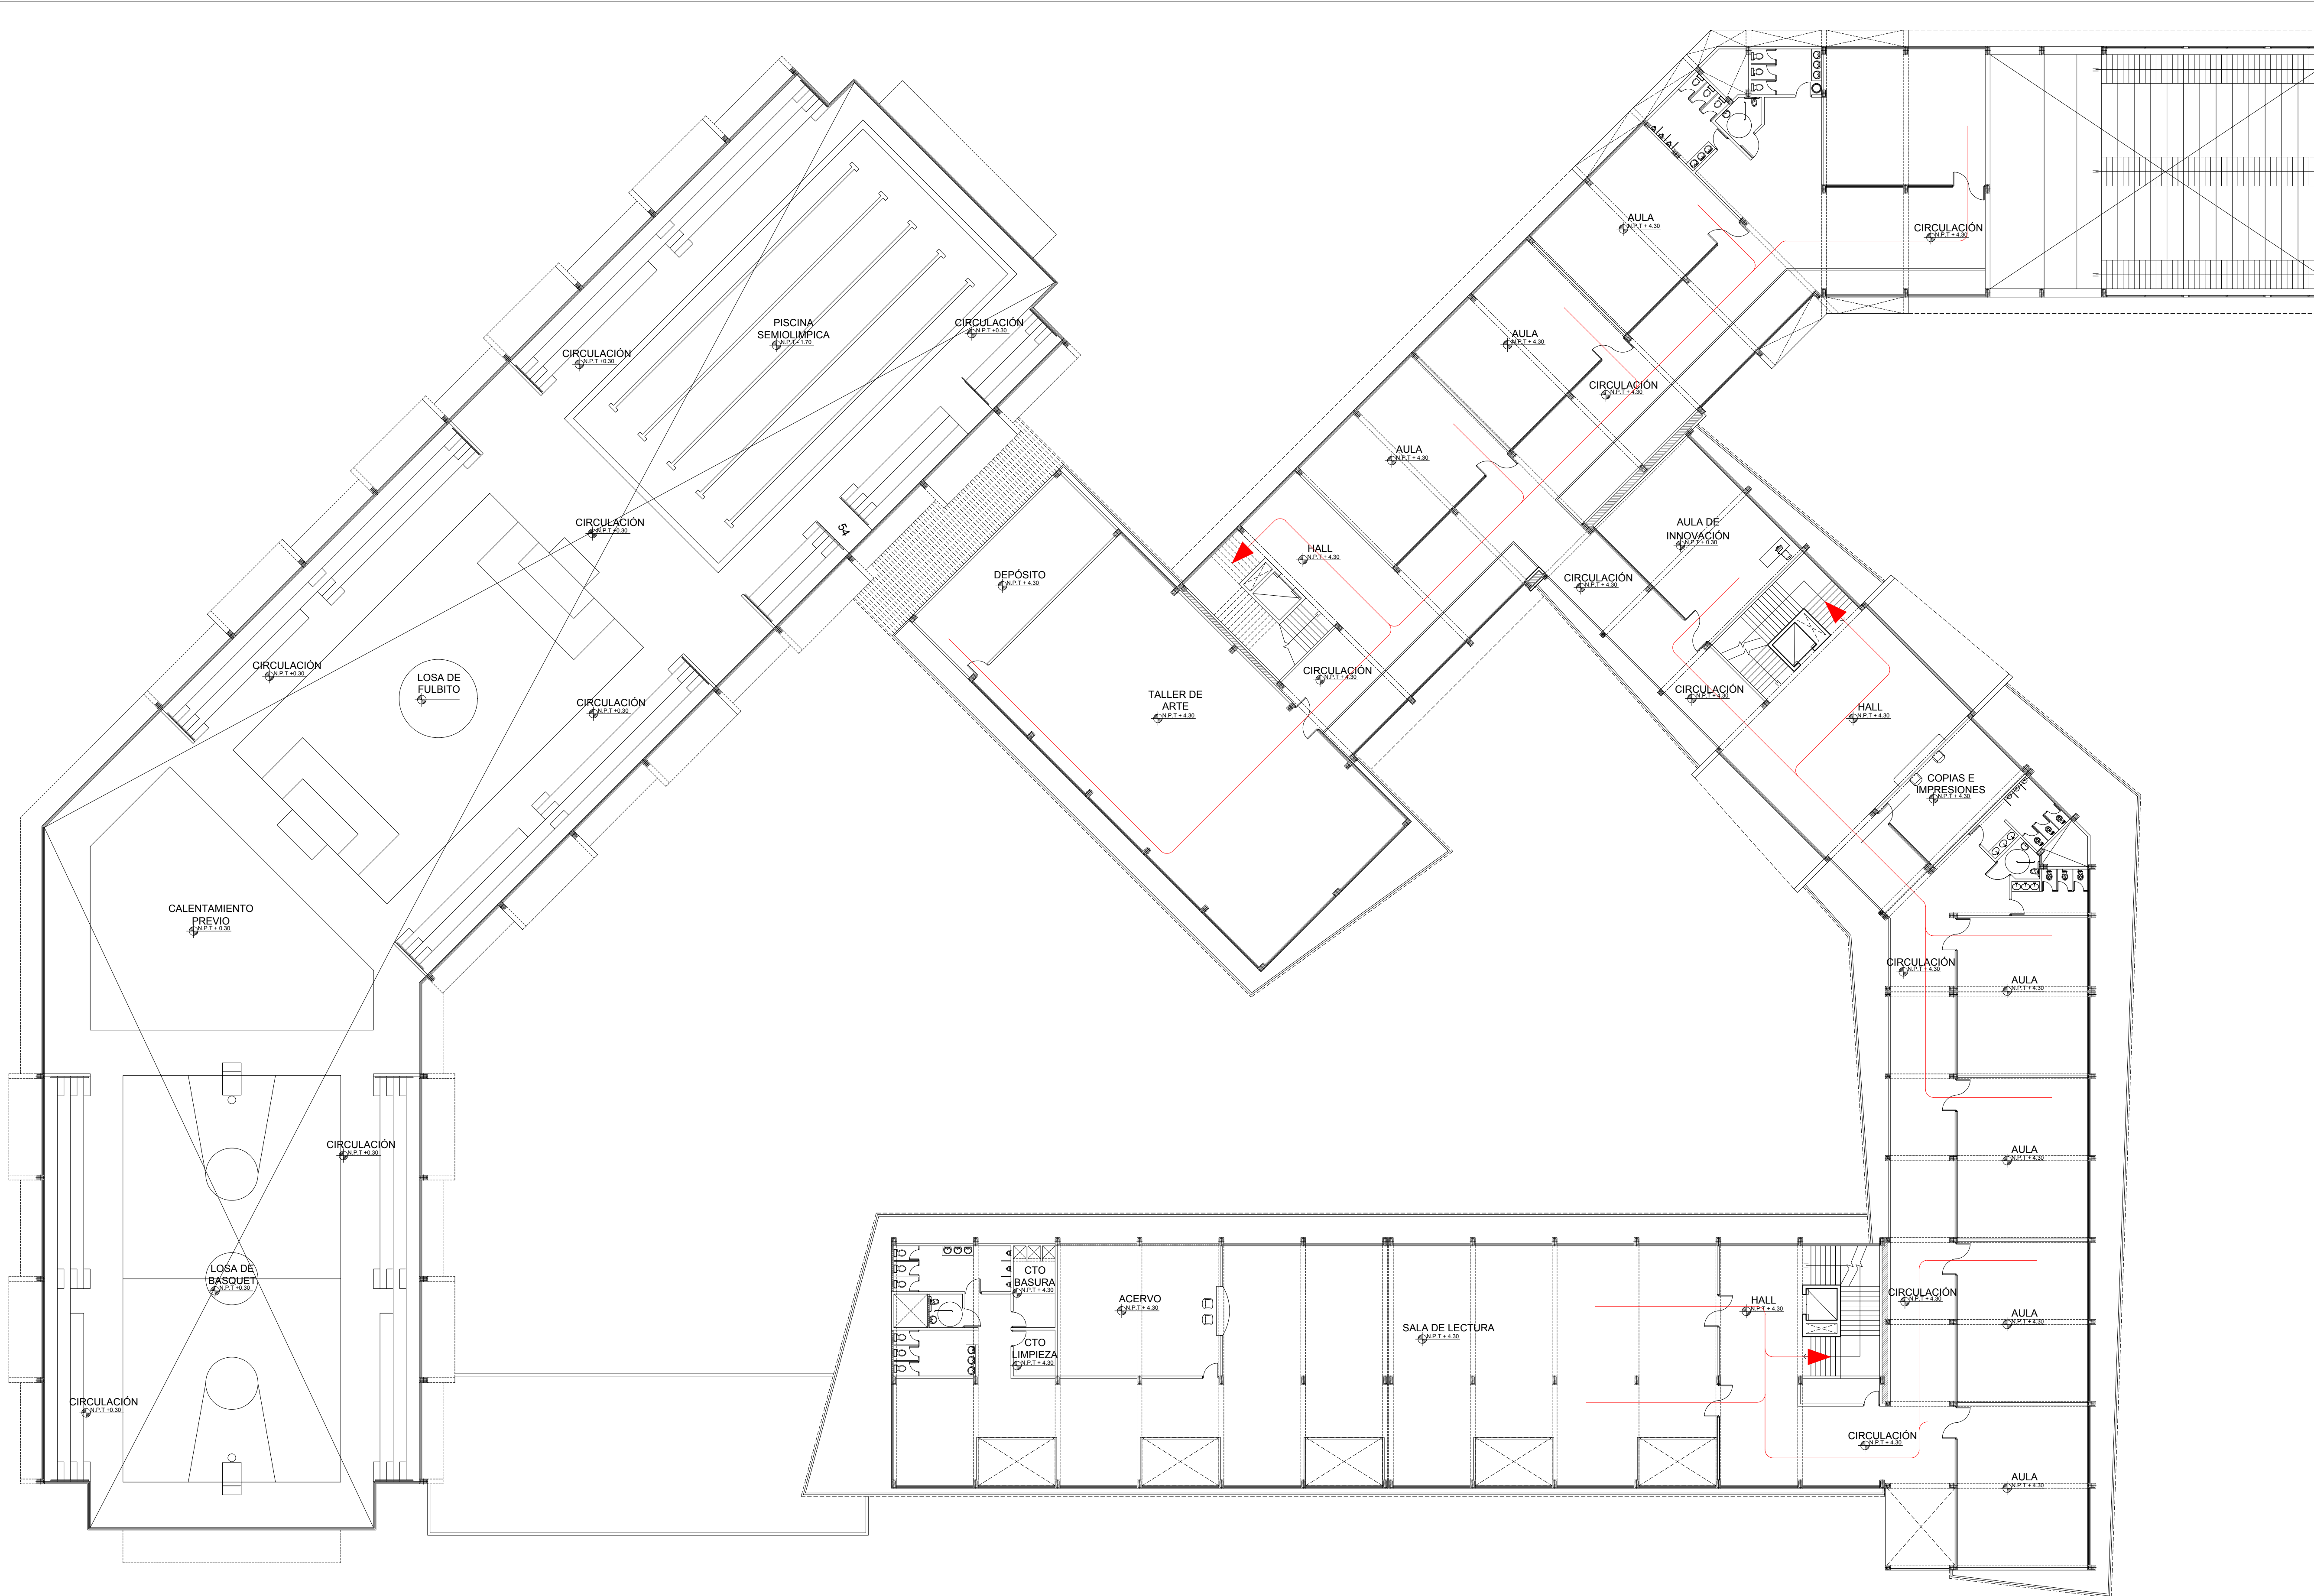 AULA
N.P.T + 4.30
CIRCULACIÓN
N.P.T + 4.30
PISCINA
SEMIOLIMPICA
N.P.T - 1.70
CIRCULACIÓN
N.P.T +0.30
CIRCULACIÓN
N.P.T +0.30
AULA
N.P.T + 4.30
CIRCULACIÓN
N.P.T + 4.30
AULA
N.P.T + 4.30
CIRCULACIÓN
N.P.T +0.30
54
AULA DE
INNOVACIÓN
N.P.T + 0.30
HALL
N.P.T + 4.30
DEPÓSITO
N.P.T + 4.30
CIRCULACIÓN
N.P.T + 4.30
CIRCULACIÓN
N.P.T +0.30
LOSA DE
FULBITO
CIRCULACIÓN
N.P.T +0.30
TALLER DE
ARTE
N.P.T + 4.30
CIRCULACIÓN
N.P.T + 4.30
CIRCULACIÓN
N.P.T + 4.30
HALL
N.P.T + 4.30
COPIAS E
IMPRESIONES
N.P.T + 4.30
CALENTAMIENTO
PREVIO
N.P.T + 0.30
CIRCULACIÓN
N.P.T + 4.30
AULA
N.P.T + 4.30
CIRCULACIÓN
N.P.T +0.30
AULA
N.P.T + 4.30
LOSA DE
BASQUET
N.P.T +0.30
CTO
BASURA
N.P.T + 4.30
ACERVO
N.P.T + 4.30
SALA DE LECTURA
N.P.T + 4.30
HALL
N.P.T + 4.30
CIRCULACIÓN
N.P.T + 4.30
AULA
N.P.T + 4.30
CTO
LIMPIEZA
N.P.T + 4.30
CIRCULACIÓN
N.P.T +0.30
CIRCULACIÓN
N.P.T + 4.30
AULA
N.P.T + 4.30